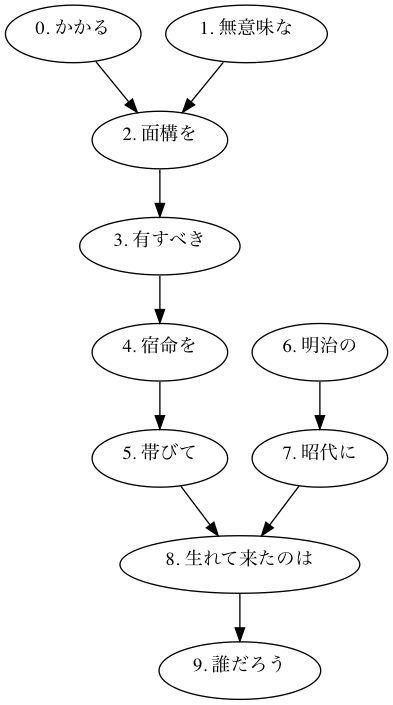 0. かかる
1. 無意味な
2. 面構を
3. 有すべき
4. 宿命を
6. 明治の
5. 帯びて
7. 昭代に
8. 生れて来たのは
9. 誰だろう